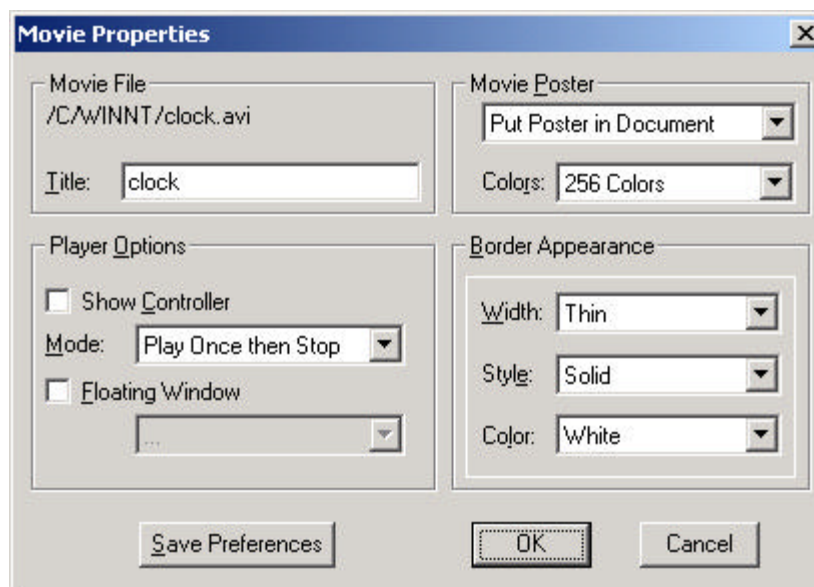 Movie Properties
Movie File
/C/WINNT/clock.avi
Title: clock
Movie Poster
Put Poster in Document
Colors: 256 Colors
Player Options
Show Controller
Mode: Play Once then Stop
Floating Window
...
Border Appearance
Width: Thin
Style: Solid
Color: White
Save Preferences
OK
Cancel